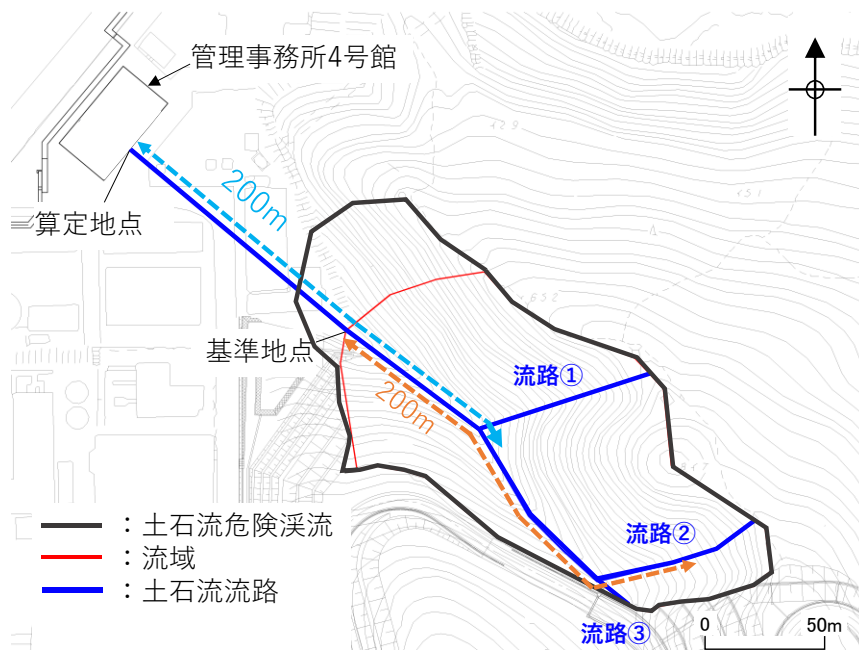 管理事務所4号館
200m
算定地点
基準地点
200m
流路①
流路②
流路③
：土石流危険渓流
：流域
：土石流流路
0 50m